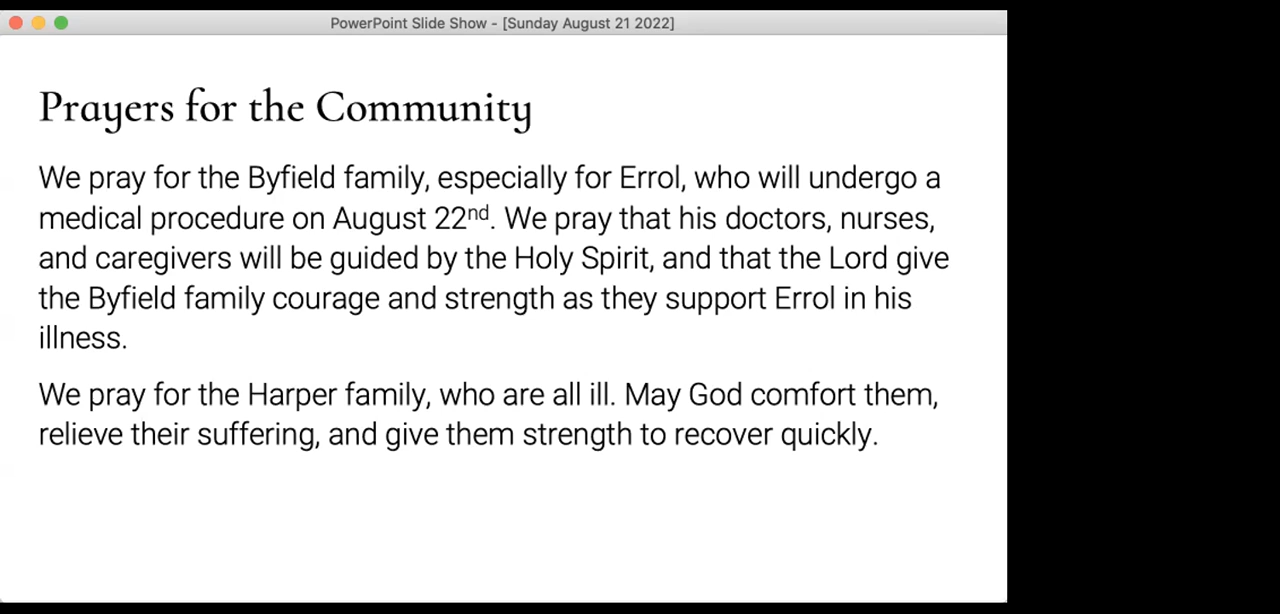 PowerPoint Slide Show - [Sunday August 21 2022]
Prayers for the Community
We pray for the Byfield family, especially for Errol, who will undergo a
medical procedure on August 22nd. We pray that his doctors, nurses,
and caregivers will be guided by the Holy Spirit, and that the Lord give
the Byfield family courage and strength as they support Errol in his
illness.
We pray for the Harper family, who are all ill. May God comfort them,
relieve their suffering, and give them strength to recover quickly.